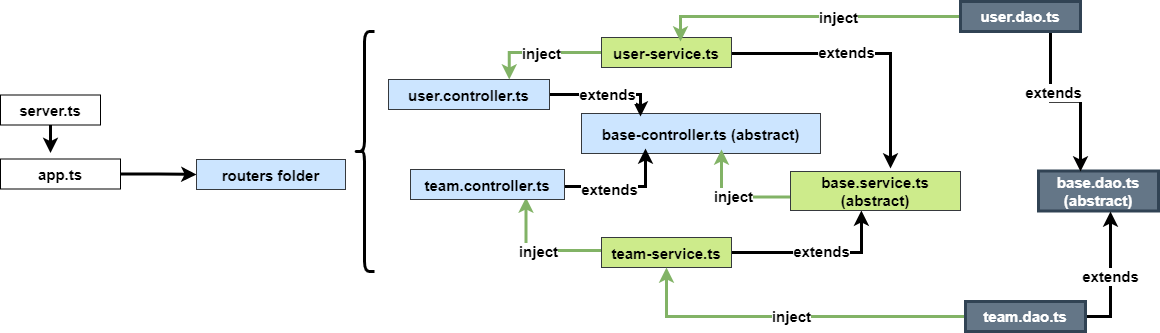 inject
user.dao.ts
inject
user-service.ts
extends
user.controller.ts
extends
extends
server.ts
base-controller.ts (abstract)
app.ts
routers folder
team.controller.ts
extends
inject
base.service.ts
(abstract)
base.dao.ts
(abstract)
inject
team-service.ts
extends
extends
inject
team.dao.ts